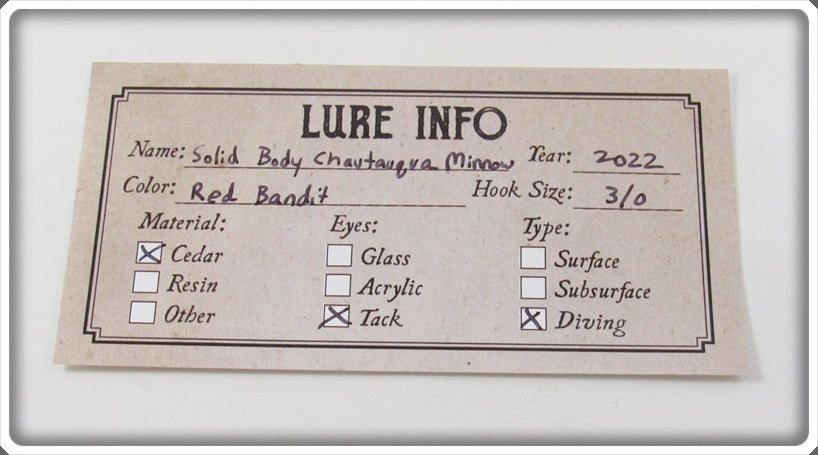 LURE INFO
Name: Solid Body Chautauqua Minnow Year: 2022
Color: Red Bandit Hook Size: 3/0
Material: Eyes: Type:
Cedar Glass Surface
Resin Acrylic Subsurface
Other Tack Diving